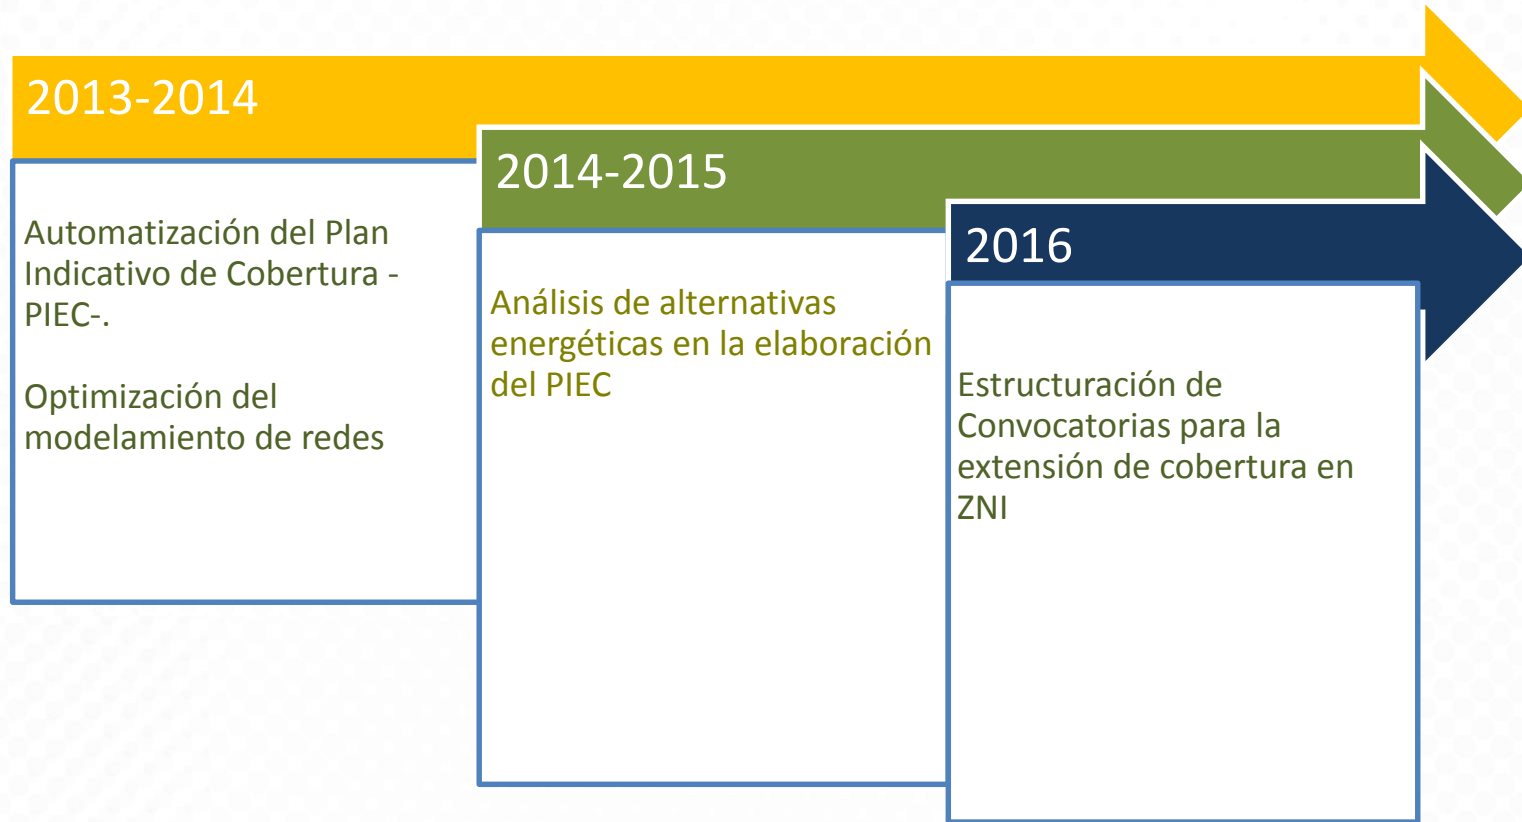 2013-2014
Automatización del Plan
Indicativo de Cobertura -
PIEC-.
Optimización del
modelamiento de redes
2014-2015
Análisis de alternativas
energéticas en la elaboración
del PIEC
2016
Estructuración de
Convocatorias para la
extensión de cobertura en
ZNI